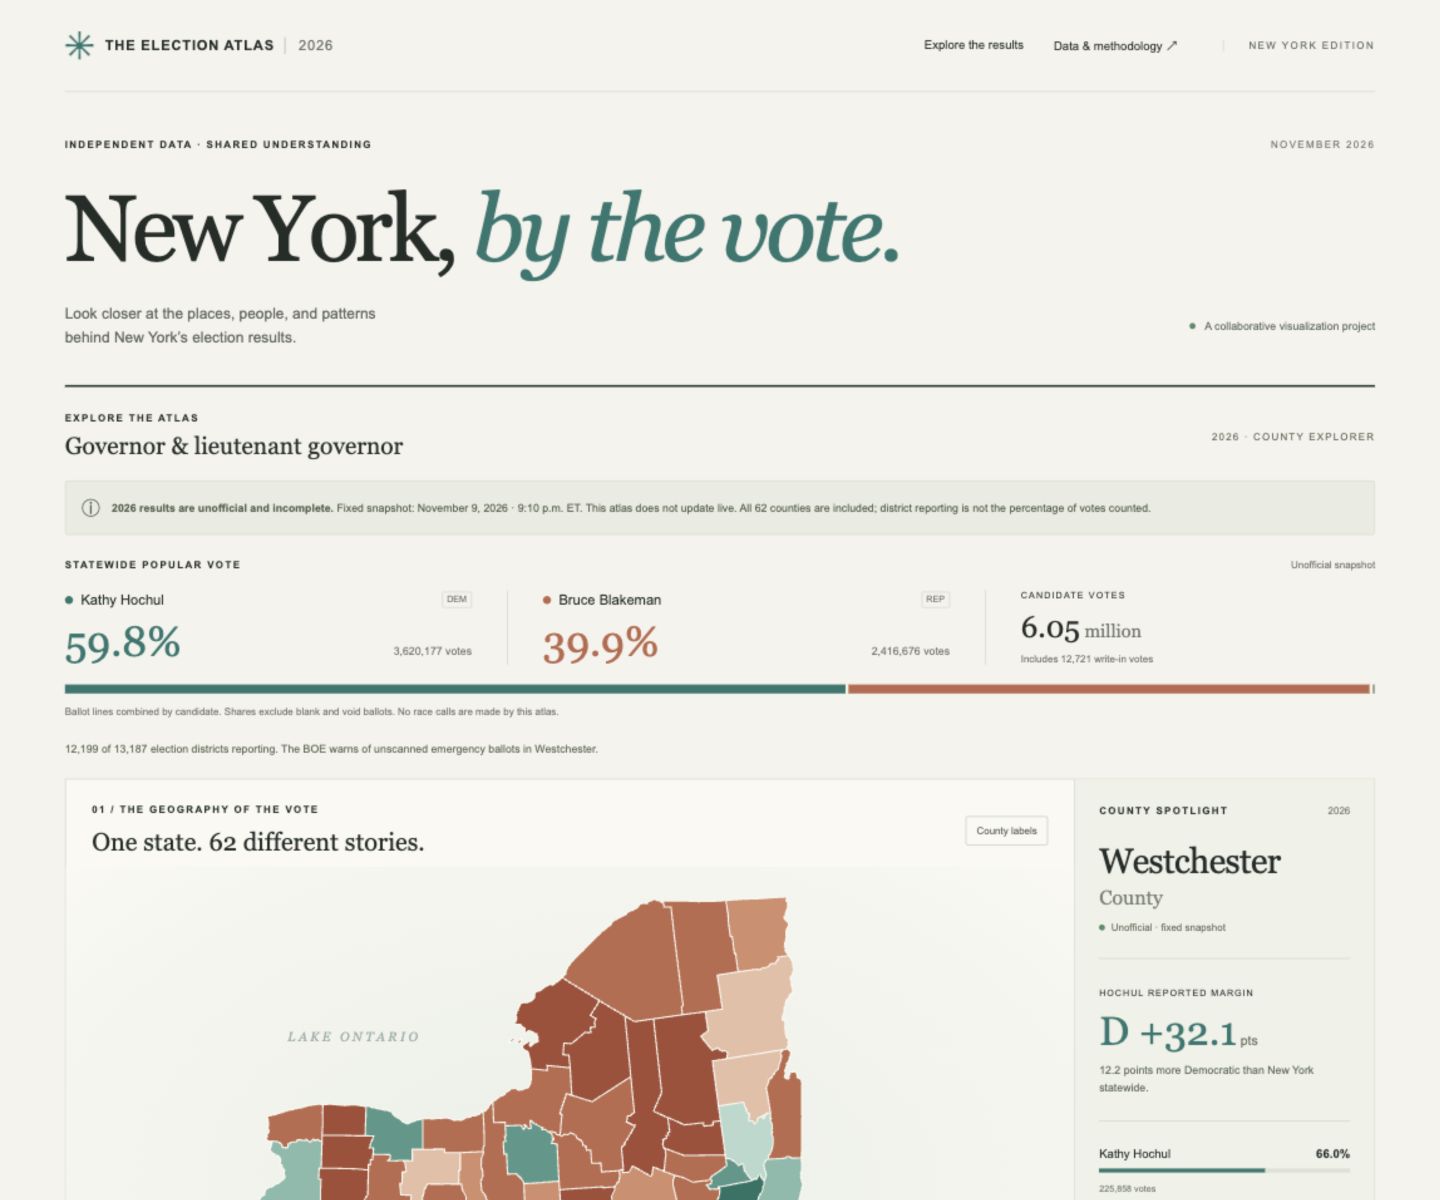 THE ELECTION ATLAS | 2026
Explore the results
Data & methodology ↗
NEW YORK EDITION
INDEPENDENT DATA · SHARED UNDERSTANDING
NOVEMBER 2026
New York, by the vote.
Look closer at the places, people, and patterns
behind New York's election results.
A collaborative visualization project
EXPLORE THE ATLAS
Governor & lieutenant governor
2026 · COUNTY EXPLORER
2026 results are unofficial and incomplete. Fixed snapshot: November 9, 2026 · 9:10 p.m. ET. This atlas does not update live. All 62 counties are included; district reporting is not the percentage of votes counted.
STATEWIDE POPULAR VOTE
Unofficial snapshot
Kathy Hochul
DEM
59.8%
3,620,177 votes
Bruce Blakeman
REP
39.9%
2,416,676 votes
CANDIDATE VOTES
6.05 million
Includes 12,721 write-in votes
Ballot lines combined by candidate. Shares exclude blank and void ballots. No race calls are made by this atlas.
12,199 of 13,187 election districts reporting. The BOE warns of unscanned emergency ballots in Westchester.
01 / THE GEOGRAPHY OF THE VOTE
One state. 62 different stories.
County labels
LAKE ONTARIO
COUNTY SPOTLIGHT
2026
Westchester
County
Unofficial · fixed snapshot
HOCHUL REPORTED MARGIN
D +32.1 pts
12.2 points more Democratic than New York
statewide.
Kathy Hochul
66.0%
225,858 votes